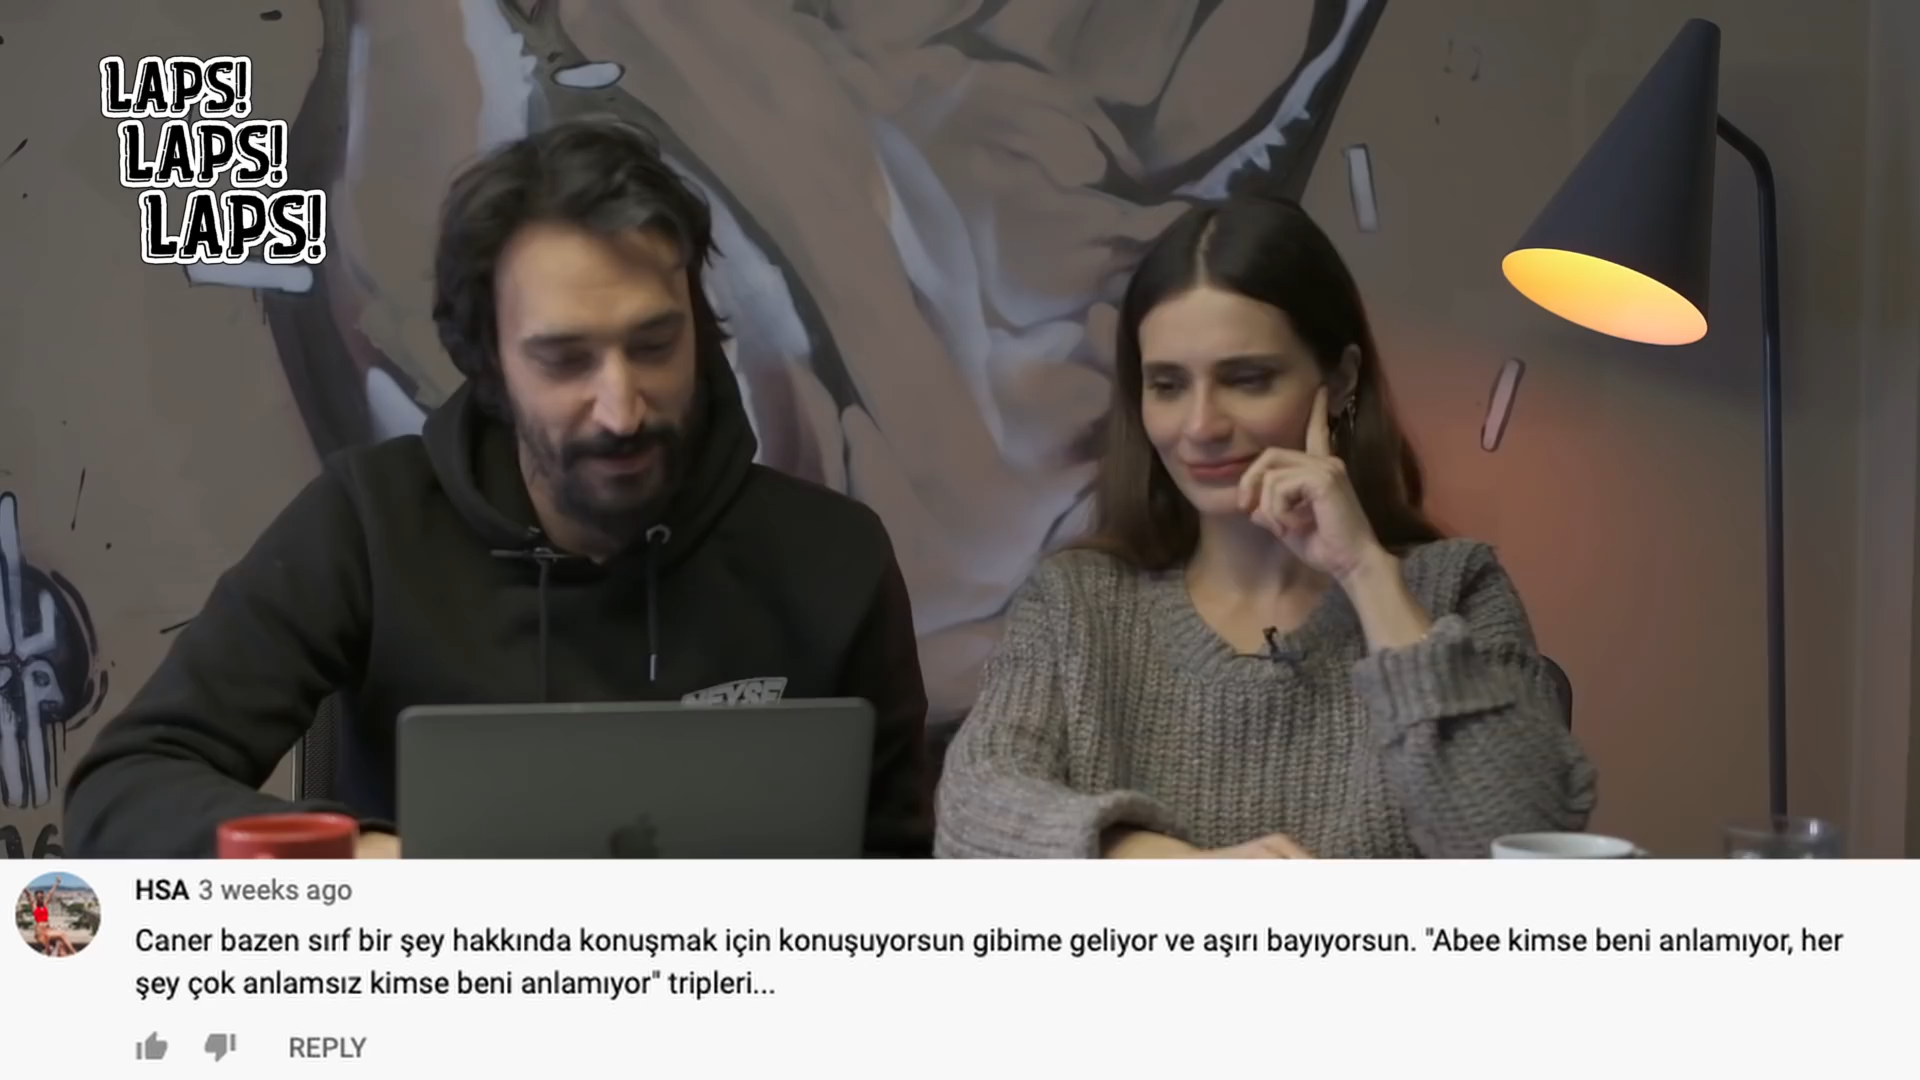 LAPS!
LAPS!
LAPS!
NEYSE
HSA 3 weeks ago
Caner bazen sırf bir şey hakkında konuşmak için konuşuyorsun gibime geliyor ve aşırı bayıyorsun. "Abee kimse beni anlamıyor, her
şey çok anlamsız kimse beni anlamıyor" tripleri...
REPLY